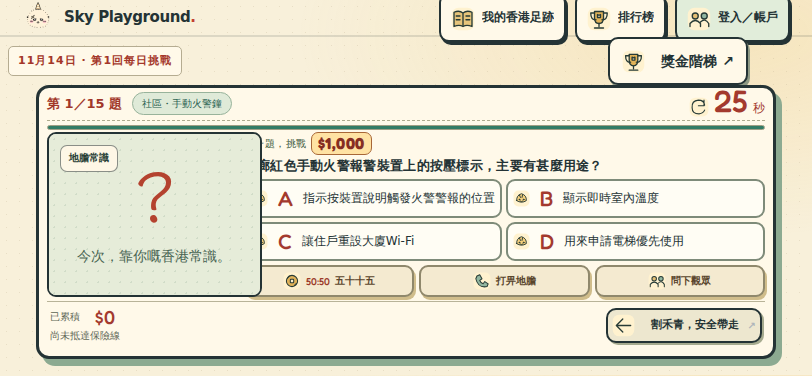 Sky Playground.
我的香港足跡
排行榜
登入／帳戶
11月14日 · 第1回每日挑戰
獎金階梯 ↗
第 1／15 題
社區 · 手動火警鐘
25 秒
地膽常識
?
今次，靠你嘅香港常識。
題，挑戰 $1,000
廊紅色手動火警報警裝置上的按壓標示，主要有甚麼用途？
A 指示按裝置說明觸發火警警報的位置
B 顯示即時室內溫度
C 讓住戶重設大廈Wi-Fi
D 用來申請電梯優先使用
50:50 五十十五
打畀地膽
問下觀眾
已累積 $0
尚未抵達保險線
割禾青，安全帶走 ↗